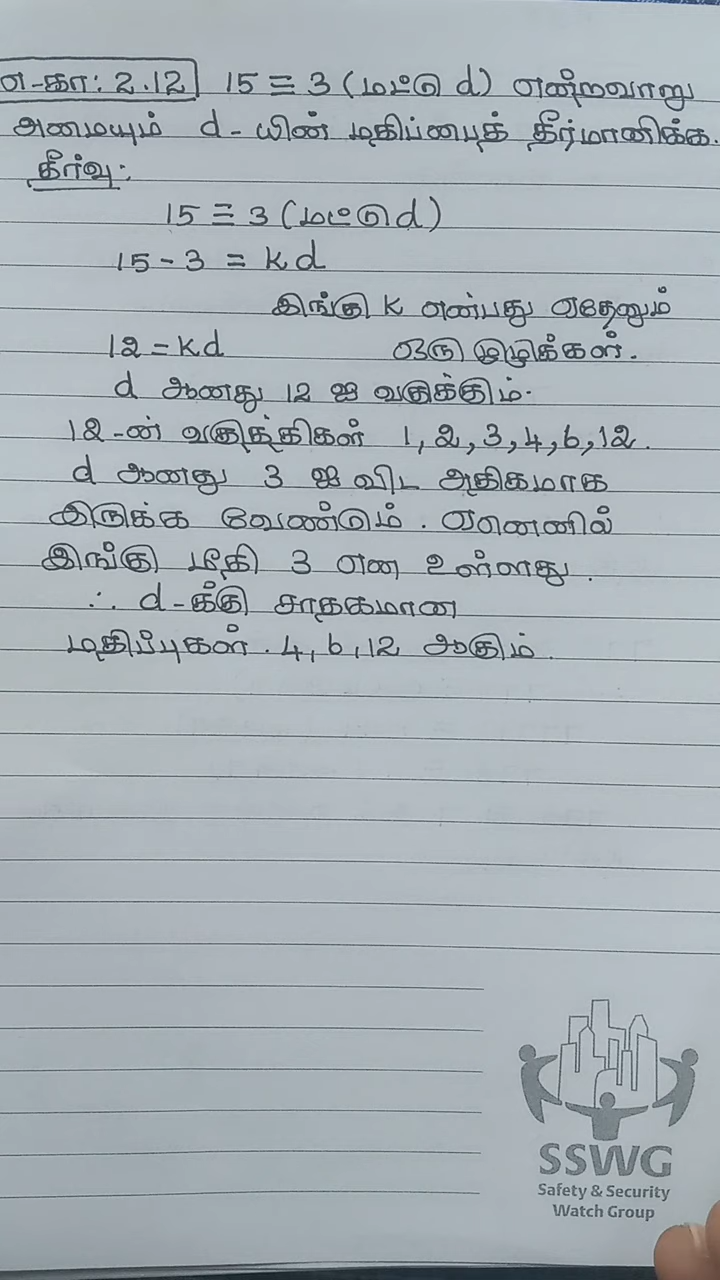 எ-கா: 2.12 15 ≡ 3 (மட்டு d) என்றவாறு
அமையும் d-யின் மதிப்பைத் தீர்மானிக்க.
தீர்வு:
15 ≡ 3 (மட்டு d)
15 - 3 = kd
இங்கு k என்பது ஏதேனும்
12 = kd ஒரு முழுக்கள்.
d ஆனது 12 ஐ வகுக்கும்.
12-ன் வகுத்திகள் 1, 2, 3, 4, 6, 12.
d ஆனது 3 ஐ விட அதிகமாக
இருக்க வேண்டும். ஏனெனில்
இங்கு மீதி 3 என உள்ளது.
∴ d-க்கு சாதகமான
மதிப்புகள். 4, 6, 12 ஆகும்.
SSWG
Safety & Security
Watch Group